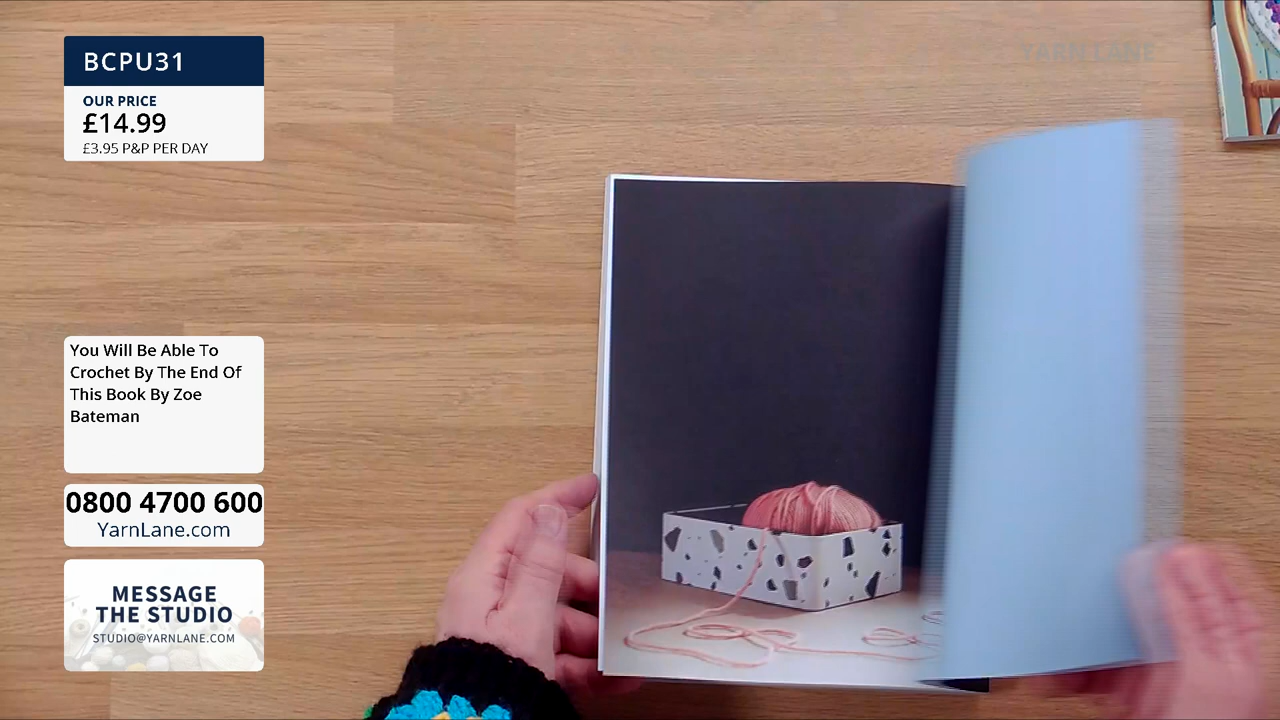 BCPU31
OUR PRICE
£14.99
£3.95 P&P PER DAY
You Will Be Able To
Crochet By The End Of
This Book By Zoe
Bateman
0800 4700 600
YarnLane.com
MESSAGE
THE STUDIO
STUDIO@YARNLANE.COM
YARN LANE